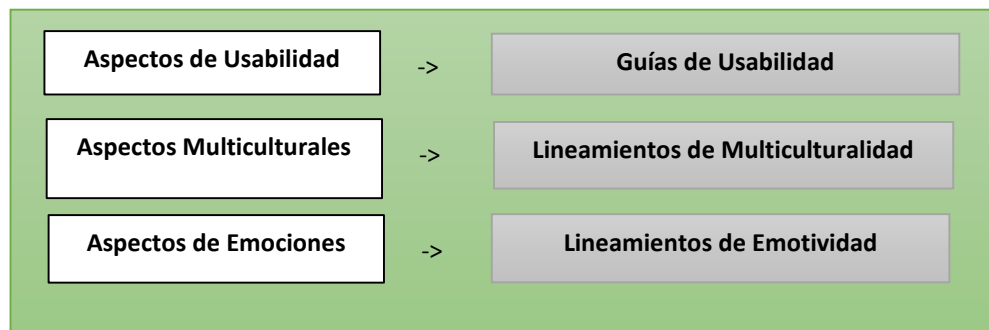 Aspectos de Usabilidad -> Guías de Usabilidad
Aspectos Multiculturales -> Lineamientos de Multiculturalidad
Aspectos de Emociones -> Lineamientos de Emotividad